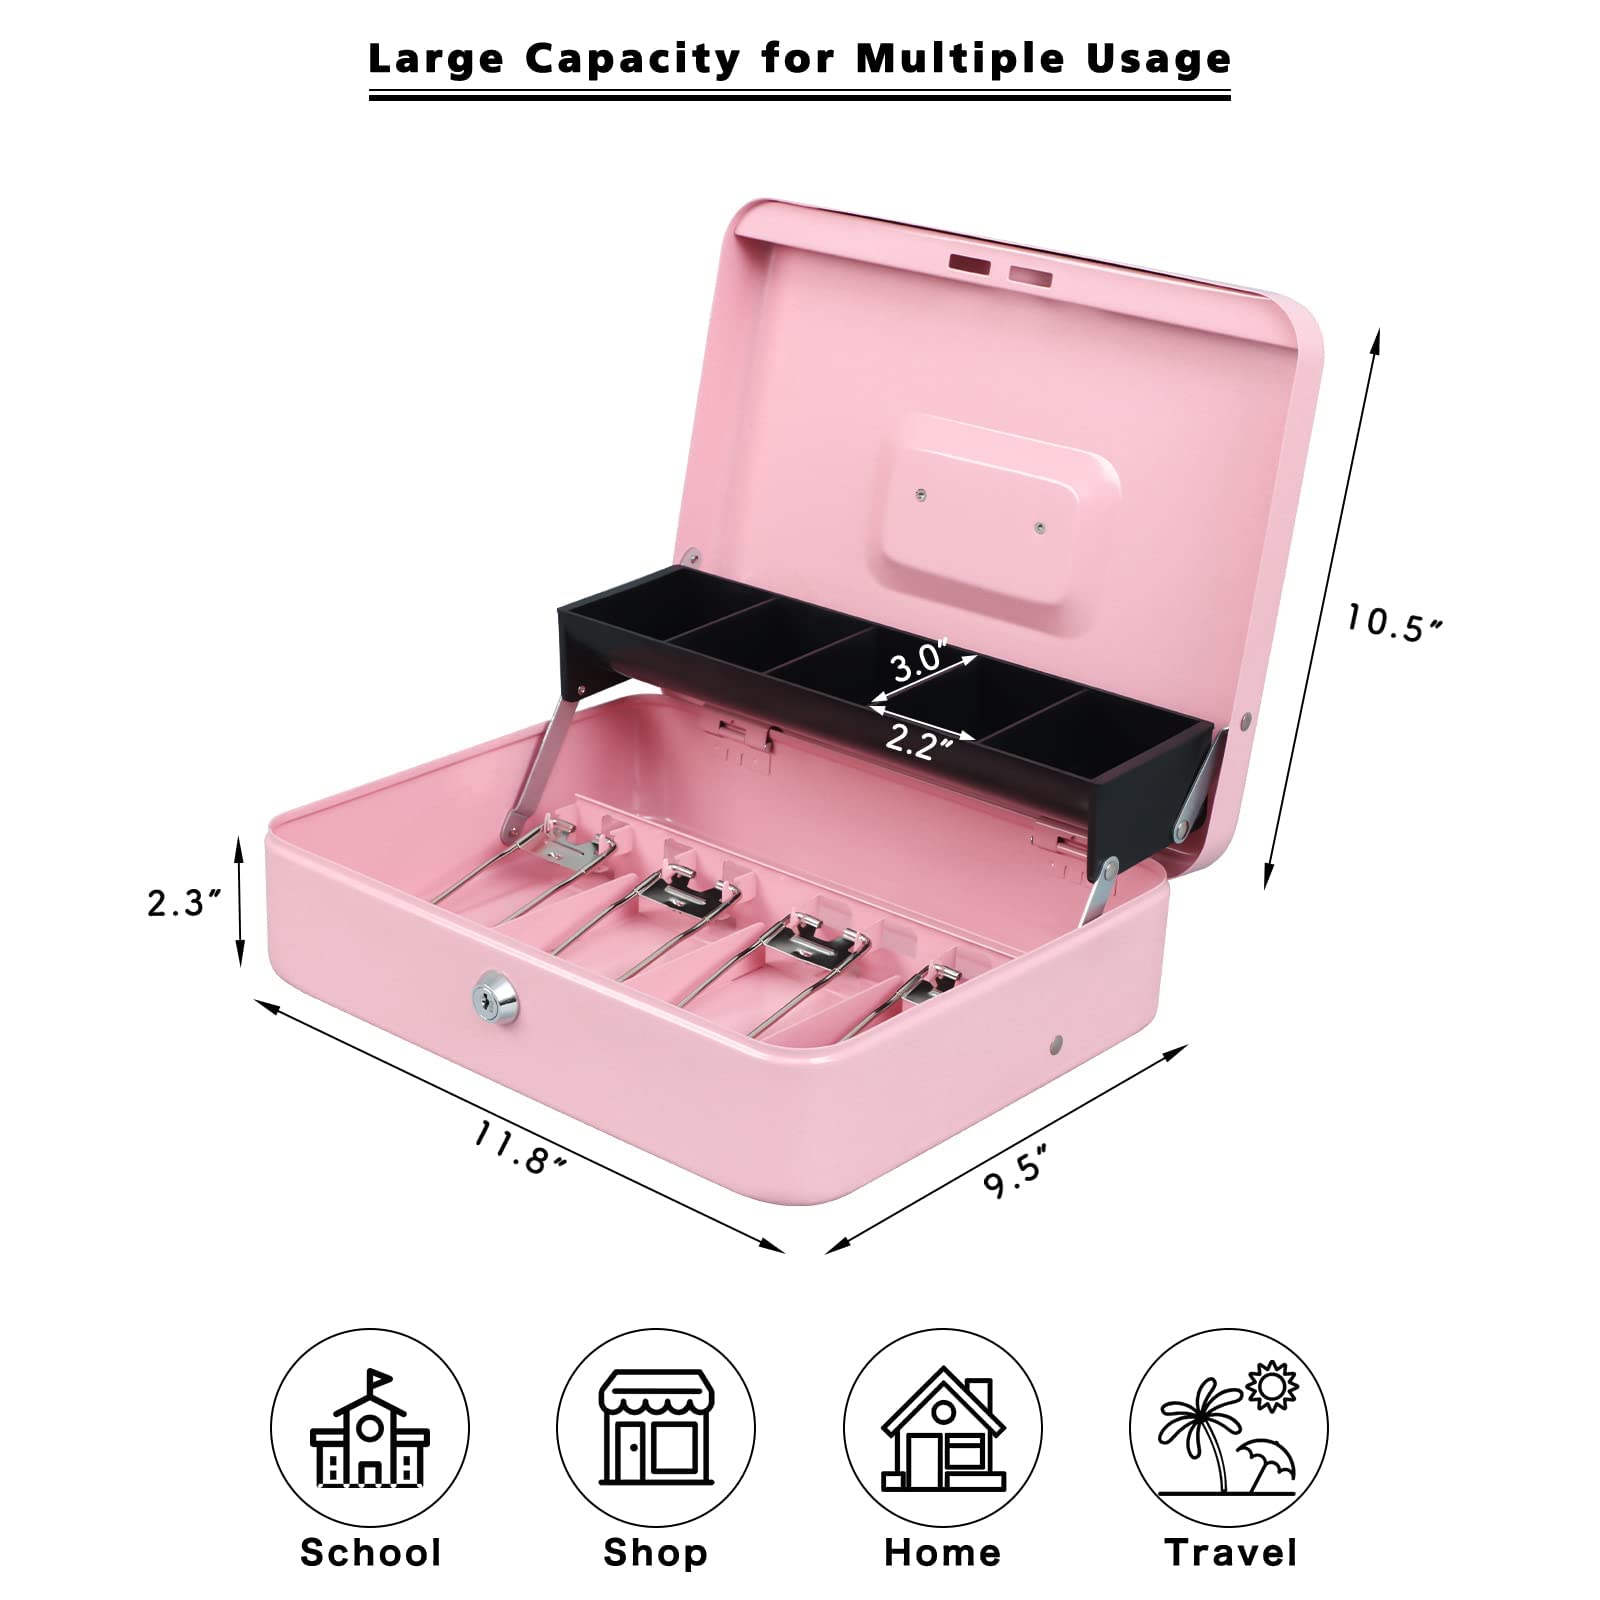 Large Capacity for Multiple Usage
10.5"
3.0"
2.2"
2.3"
11.8"
9.5"
School
Shop
Home
Travel